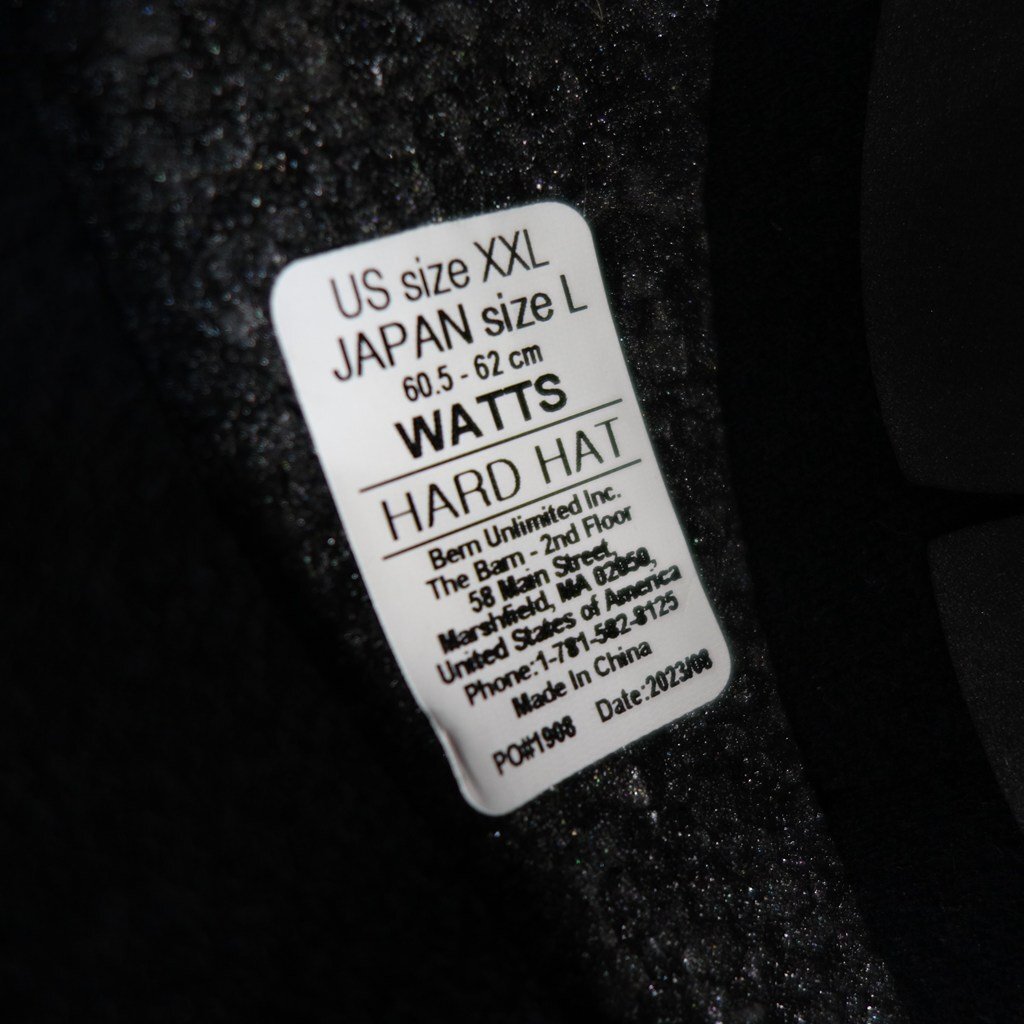 US size XXL
JAPAN size L
60.5 - 62 cm
WATTS
HARD HAT
Bern Unlimited Inc.
The Barn - 2nd Floor
58 Main Street,
Marshfield, MA 02050,
United States of America
Phone:1-781-582-8125
Made In China
PO#1908 Date:2023/08